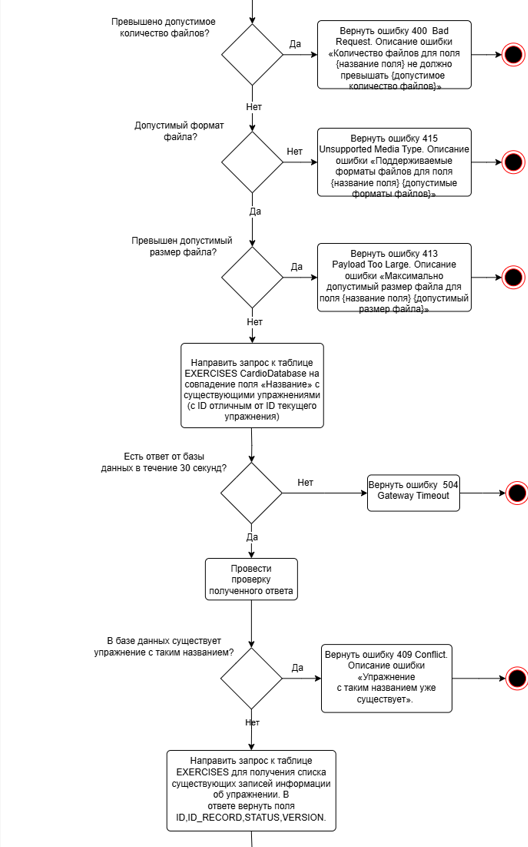 Превышено допустимое
количество файлов?
Да
Вернуть ошибку 400  Bad
Request. Описание ошибки
«Количество файлов для поля
{название поля} не должно
превышать {допустимое
количество файлов}»
Нет
Допустимый формат
файла?
Нет
Вернуть ошибку 415
Unsupported Media Type. Описание
ошибки «Поддерживаемые
форматы файлов для поля
{название поля} {допустимые
форматы файлов}»
Да
Превышен допустимый
размер файла?
Да
Вернуть ошибку 413
Payload Too Large. Описание
ошибки «Максимально
допустимый размер файла для
поля {название поля} {допустимый
размер файла}»
Нет
Направить запрос к таблице
EXERCISES CardioDatabase на
совпадение поля «Название» с
существующими упражнениями
(с ID отличным от ID текущего
упражнения)
Есть ответ от базы
данных в течение 30 секунд?
Нет
Вернуть ошибку  504
Gateway Timeout
Да
Провести
проверку
полученного ответа
В базе данных существует
упражнение с таким названием?
Да
Вернуть ошибку 409 Conflict.
Описание ошибки
«Упражнение
с таким названием уже
существует».
Нет
Направить запрос к таблице
EXERCISES для получения списка
существующих записей информации
об упражнении. В
ответе вернуть поля
ID,ID_RECORD,STATUS,VERSION.